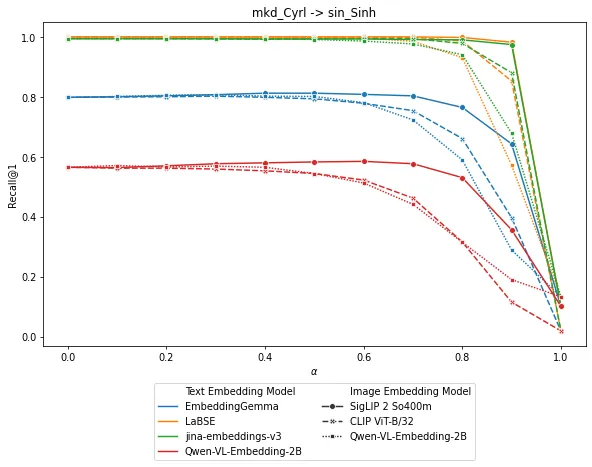 mkd_Cyrl -> sin_Sinh
1.0
0.8
0.6
0.4
0.2
0.0
Recall@1
0.0 0.2 0.4 0.6 0.8 1.0
α
Text Embedding Model
EmbeddingGemma
LaBSE
jina-embeddings-v3
Qwen-VL-Embedding-2B
Image Embedding Model
SigLIP 2 So400m
CLIP ViT-B/32
Qwen-VL-Embedding-2B